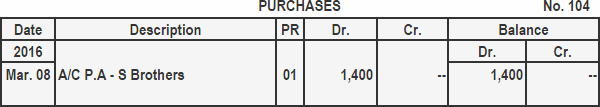 PURCHASES No. 104
Date Description PR Dr. Cr. Balance
2016 Dr. Cr.
Mar. 08 A/C P.A - S Brothers 01 1,400 -- 1,400 --